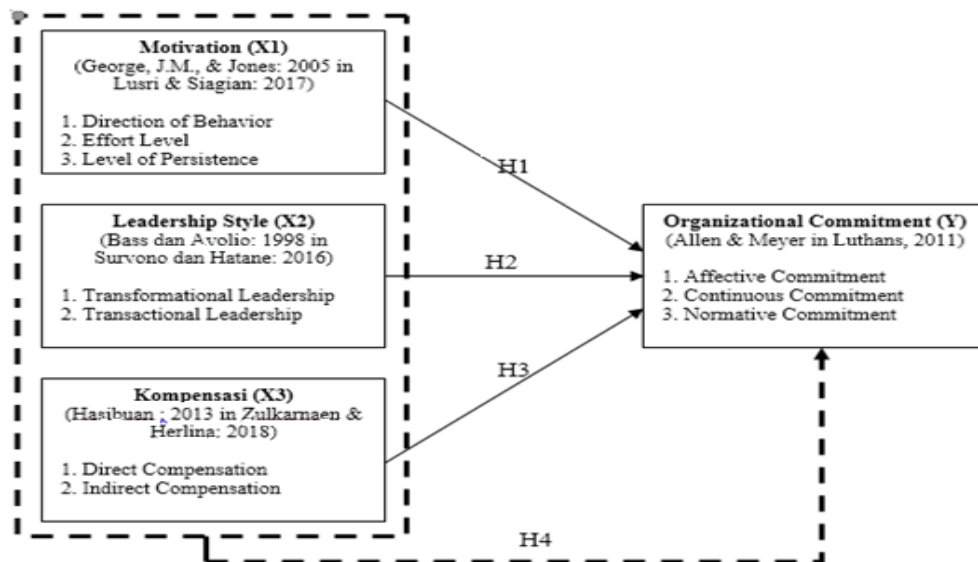 Motivation (X1)
(George, J.M., & Jones: 2005 in
Lusri & Siagian: 2017)
1. Direction of Behavior
2. Effort Level
3. Level of Persistence
H1
Leadership Style (X2)
(Bass dan Avolio: 1998 in
Survono dan Hatane: 2016)
1. Transformational Leadership
2. Transactional Leadership
H2
Organizational Commitment (Y)
(Allen & Meyer in Luthans, 2011)
1. Affective Commitment
2. Continuous Commitment
3. Normative Commitment
Kompensasi (X3)
(Hasibuan ; 2013 in Zulkarnaen &
Herlina: 2018)
1. Direct Compensation
2. Indirect Compensation
H3
H4